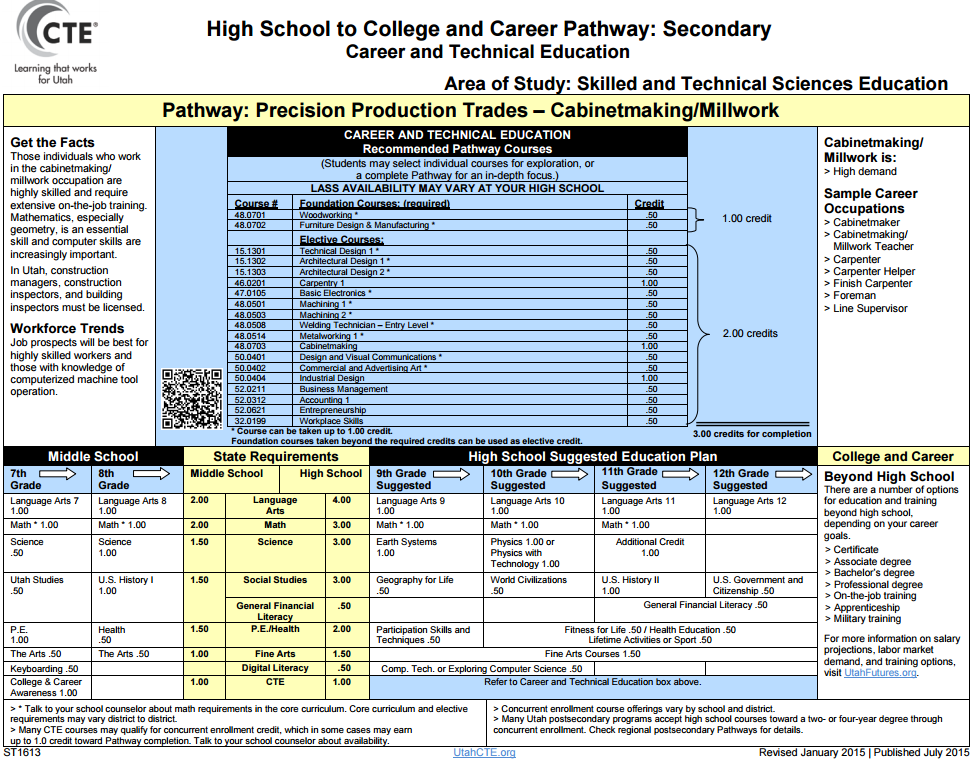 CTE®
Learning that works
for Utah
High School to College and Career Pathway: Secondary
Career and Technical Education
Area of Study: Skilled and Technical Sciences Education
Pathway: Precision Production Trades – Cabinetmaking/Millwork
Get the Facts
Those individuals who work
in the cabinetmaking/
millwork occupation are
highly skilled and require
extensive on-the-job training.
Mathematics, especially
geometry, is an essential
skill and computer skills are
increasingly important.
In Utah, construction
managers, construction
inspectors, and building
inspectors must be licensed.
Workforce Trends
Job prospects will be best for
highly skilled workers and
those with knowledge of
computerized machine tool
operation.
CAREER AND TECHNICAL EDUCATION
Recommended Pathway Courses
(Students may select individual courses for exploration, or
a complete Pathway for an in-depth focus.)
LASS AVAILABILITY MAY VARY AT YOUR HIGH SCHOOL
Course # Foundation Courses: (required) Credit
48.0701 Woodworking * .50
48.0702 Furniture Design & Manufacturing * .50
1.00 credit
Elective Courses:
15.1301 Technical Design 1 * .50
15.1302 Architectural Design 1 * .50
15.1303 Architectural Design 2 * .50
46.0201 Carpentry 1 1.00
47.0105 Basic Electronics * .50
48.0501 Machining 1 * .50
48.0503 Machining 2 * .50
48.0508 Welding Technician – Entry Level * .50
48.0514 Metalworking 1 * .50
48.0703 Cabinetmaking 1.00
50.0401 Design and Visual Communications * .50
50.0402 Commercial and Advertising Art * .50
50.0404 Industrial Design 1.00
52.0211 Business Management .50
52.0312 Accounting 1 .50
52.0621 Entrepreneurship .50
32.0199 Workplace Skills .50
2.00 credits
* Course can be taken up to 1.00 credit.
Foundation courses taken beyond the required credits can be used as elective credit.
3.00 credits for completion
Cabinetmaking/
Millwork is:
> High demand
Sample Career
Occupations
> Cabinetmaker
> Cabinetmaking/
Millwork Teacher
> Carpenter
> Carpenter Helper
> Finish Carpenter
> Foreman
> Line Supervisor
Middle School State Requirements High School Suggested Education Plan College and Career
7th Grade 8th Grade Middle School High School 9th Grade Suggested 10th Grade Suggested 11th Grade Suggested 12th Grade Suggested
Language Arts 7 1.00 Language Arts 8 1.00 2.00 Language Arts 4.00 Language Arts 9 1.00 Language Arts 10 1.00 Language Arts 11 1.00 Language Arts 12 1.00
Math * 1.00 Math * 1.00 2.00 Math 3.00 Math * 1.00 Math * 1.00 Math * 1.00
Science .50 Science 1.00 1.50 Science 3.00 Earth Systems 1.00 Physics 1.00 or Physics with Technology 1.00 Additional Credit 1.00
Utah Studies .50 U.S. History I 1.00 1.50 Social Studies 3.00 Geography for Life .50 World Civilizations .50 U.S. History II 1.00 U.S. Government and Citizenship .50
General Financial Literacy .50 General Financial Literacy .50
P.E. 1.00 Health .50 1.50 P.E./Health 2.00 Participation Skills and Techniques .50 Fitness for Life .50 / Health Education .50 Lifetime Activities or Sport .50
The Arts .50 The Arts .50 1.00 Fine Arts 1.50 Fine Arts Courses 1.50
Keyboarding .50 Digital Literacy .50 Comp. Tech. or Exploring Computer Science .50
College & Career Awareness 1.00 1.00 CTE 1.00 Refer to Career and Technical Education box above.
Beyond High School
There are a number of options
for education and training
beyond high school,
depending on your career
goals.
> Certificate
> Associate degree
> Bachelor's degree
> Professional degree
> On-the-job training
> Apprenticeship
> Military training
For more information on salary
projections, labor market
demand, and training options,
visit UtahFutures.org.
> * Talk to your school counselor about math requirements in the core curriculum. Core curriculum and elective
requirements may vary district to district.
> Many CTE courses may qualify for concurrent enrollment credit, which in some cases may earn
up to 1.0 credit toward Pathway completion. Talk to your school counselor about availability.
> Concurrent enrollment course offerings vary by school and district.
> Many Utah postsecondary programs accept high school courses toward a two- or four-year degree through
concurrent enrollment. Check regional postsecondary Pathways for details.
ST1613 UtahCTE.org Revised January 2015 | Published July 2015